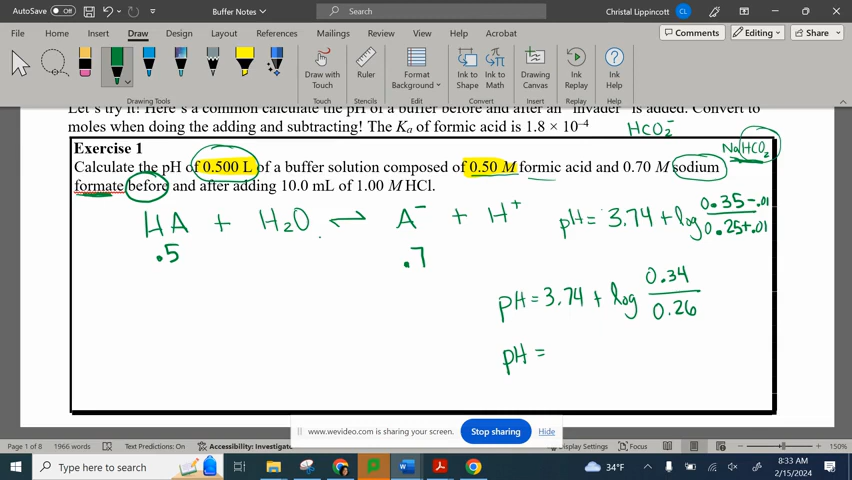 AutoSave Off Buffer Notes Search Christal Lippincott CL
File Home Insert Draw Design Layout References Mailings Review View Help Acrobat Comments Editing Share
Draw with Touch Ruler Format Background Ink to Shape Ink to Math Drawing Canvas Ink Replay Ink Help
Drawing Tools Touch Stencils Edit Convert Insert Replay Help
Let's try it! Here's a common calculate the pH of a buffer before and after an "invader" is added. Convert to
moles when doing the adding and subtracting! The Ka of formic acid is 1.8 × 10⁻⁴
HCO₂⁻
NaHCO₂
Exercise 1
Calculate the pH of 0.500 L of a buffer solution composed of 0.50 M formic acid and 0.70 M sodium
formate before and after adding 10.0 mL of 1.00 M HCl.
HA + H₂O ⇌ A⁻ + H⁺
.5 .7
pH = 3.74 + log 0.35-.01 / 0.25+.01
pH = 3.74 + log 0.34 / 0.26
pH =
www.wevideo.com is sharing your screen. Stop sharing Hide
Page 1 of 8 1966 words Text Predictions: On Accessibility: Investigate Display Settings Focus 150%
Type here to search 34°F 8:33 AM
2/15/2024